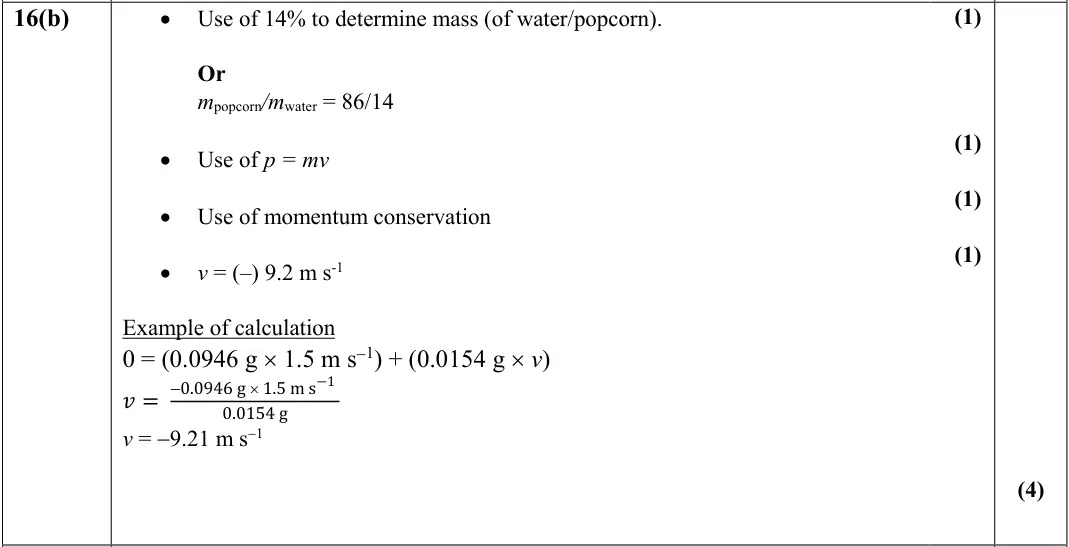 16(b)
• Use of 14% to determine mass (of water/popcorn). (1)
Or
mpopcorn/mwater = 86/14
• Use of p = mv (1)
• Use of momentum conservation (1)
• v = (–) 9.2 m s-1 (1)
Example of calculation
0 = (0.0946 g × 1.5 m s–1) + (0.0154 g × v)
v = –0.0946 g × 1.5 m s−1 / 0.0154 g
v = –9.21 m s–1
(4)